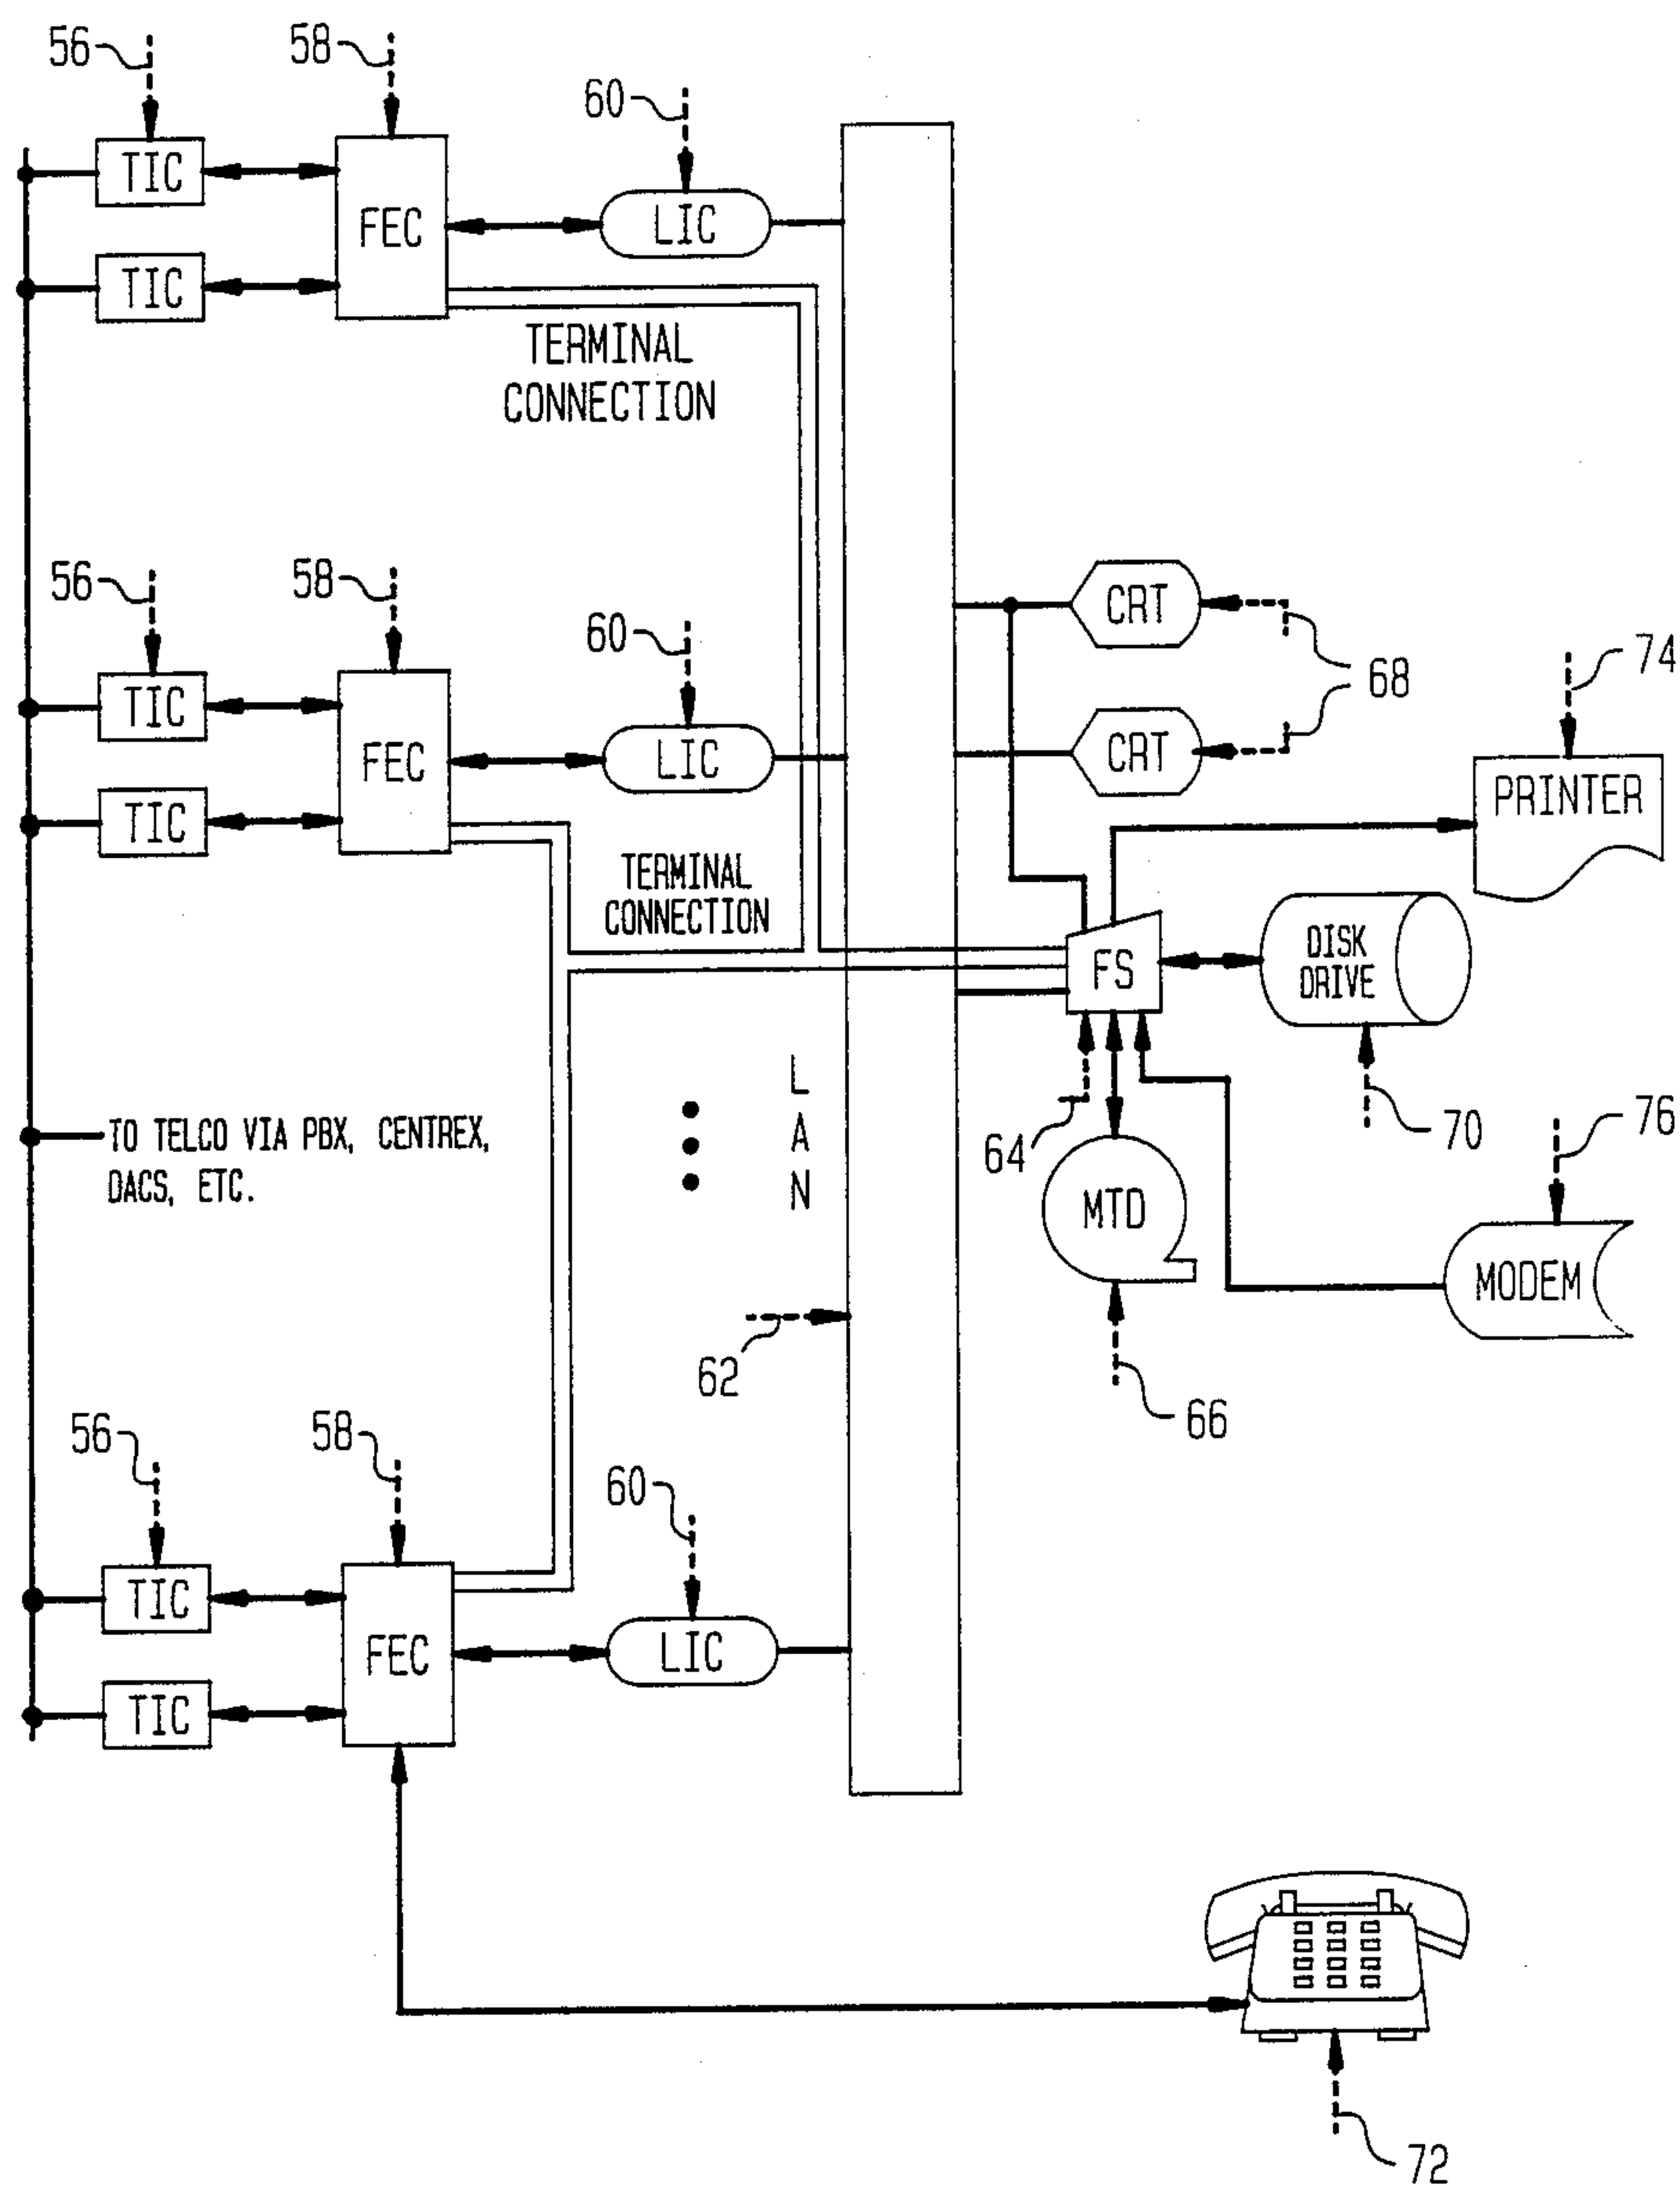 56
58
60
TIC
FEC
LIC
TIC
TERMINAL
CONNECTION
56
58
60
CRT
68
74
TIC
FEC
LIC
CRT
PRINTER
TIC
TERMINAL
CONNECTION
FS
DISK
DRIVE
L
A
N
TO TELCO VIA PBX, CENTREX,
DACS, ETC.
64
70
76
MTD
MODEM
62
66
56
58
60
TIC
FEC
LIC
TIC
72